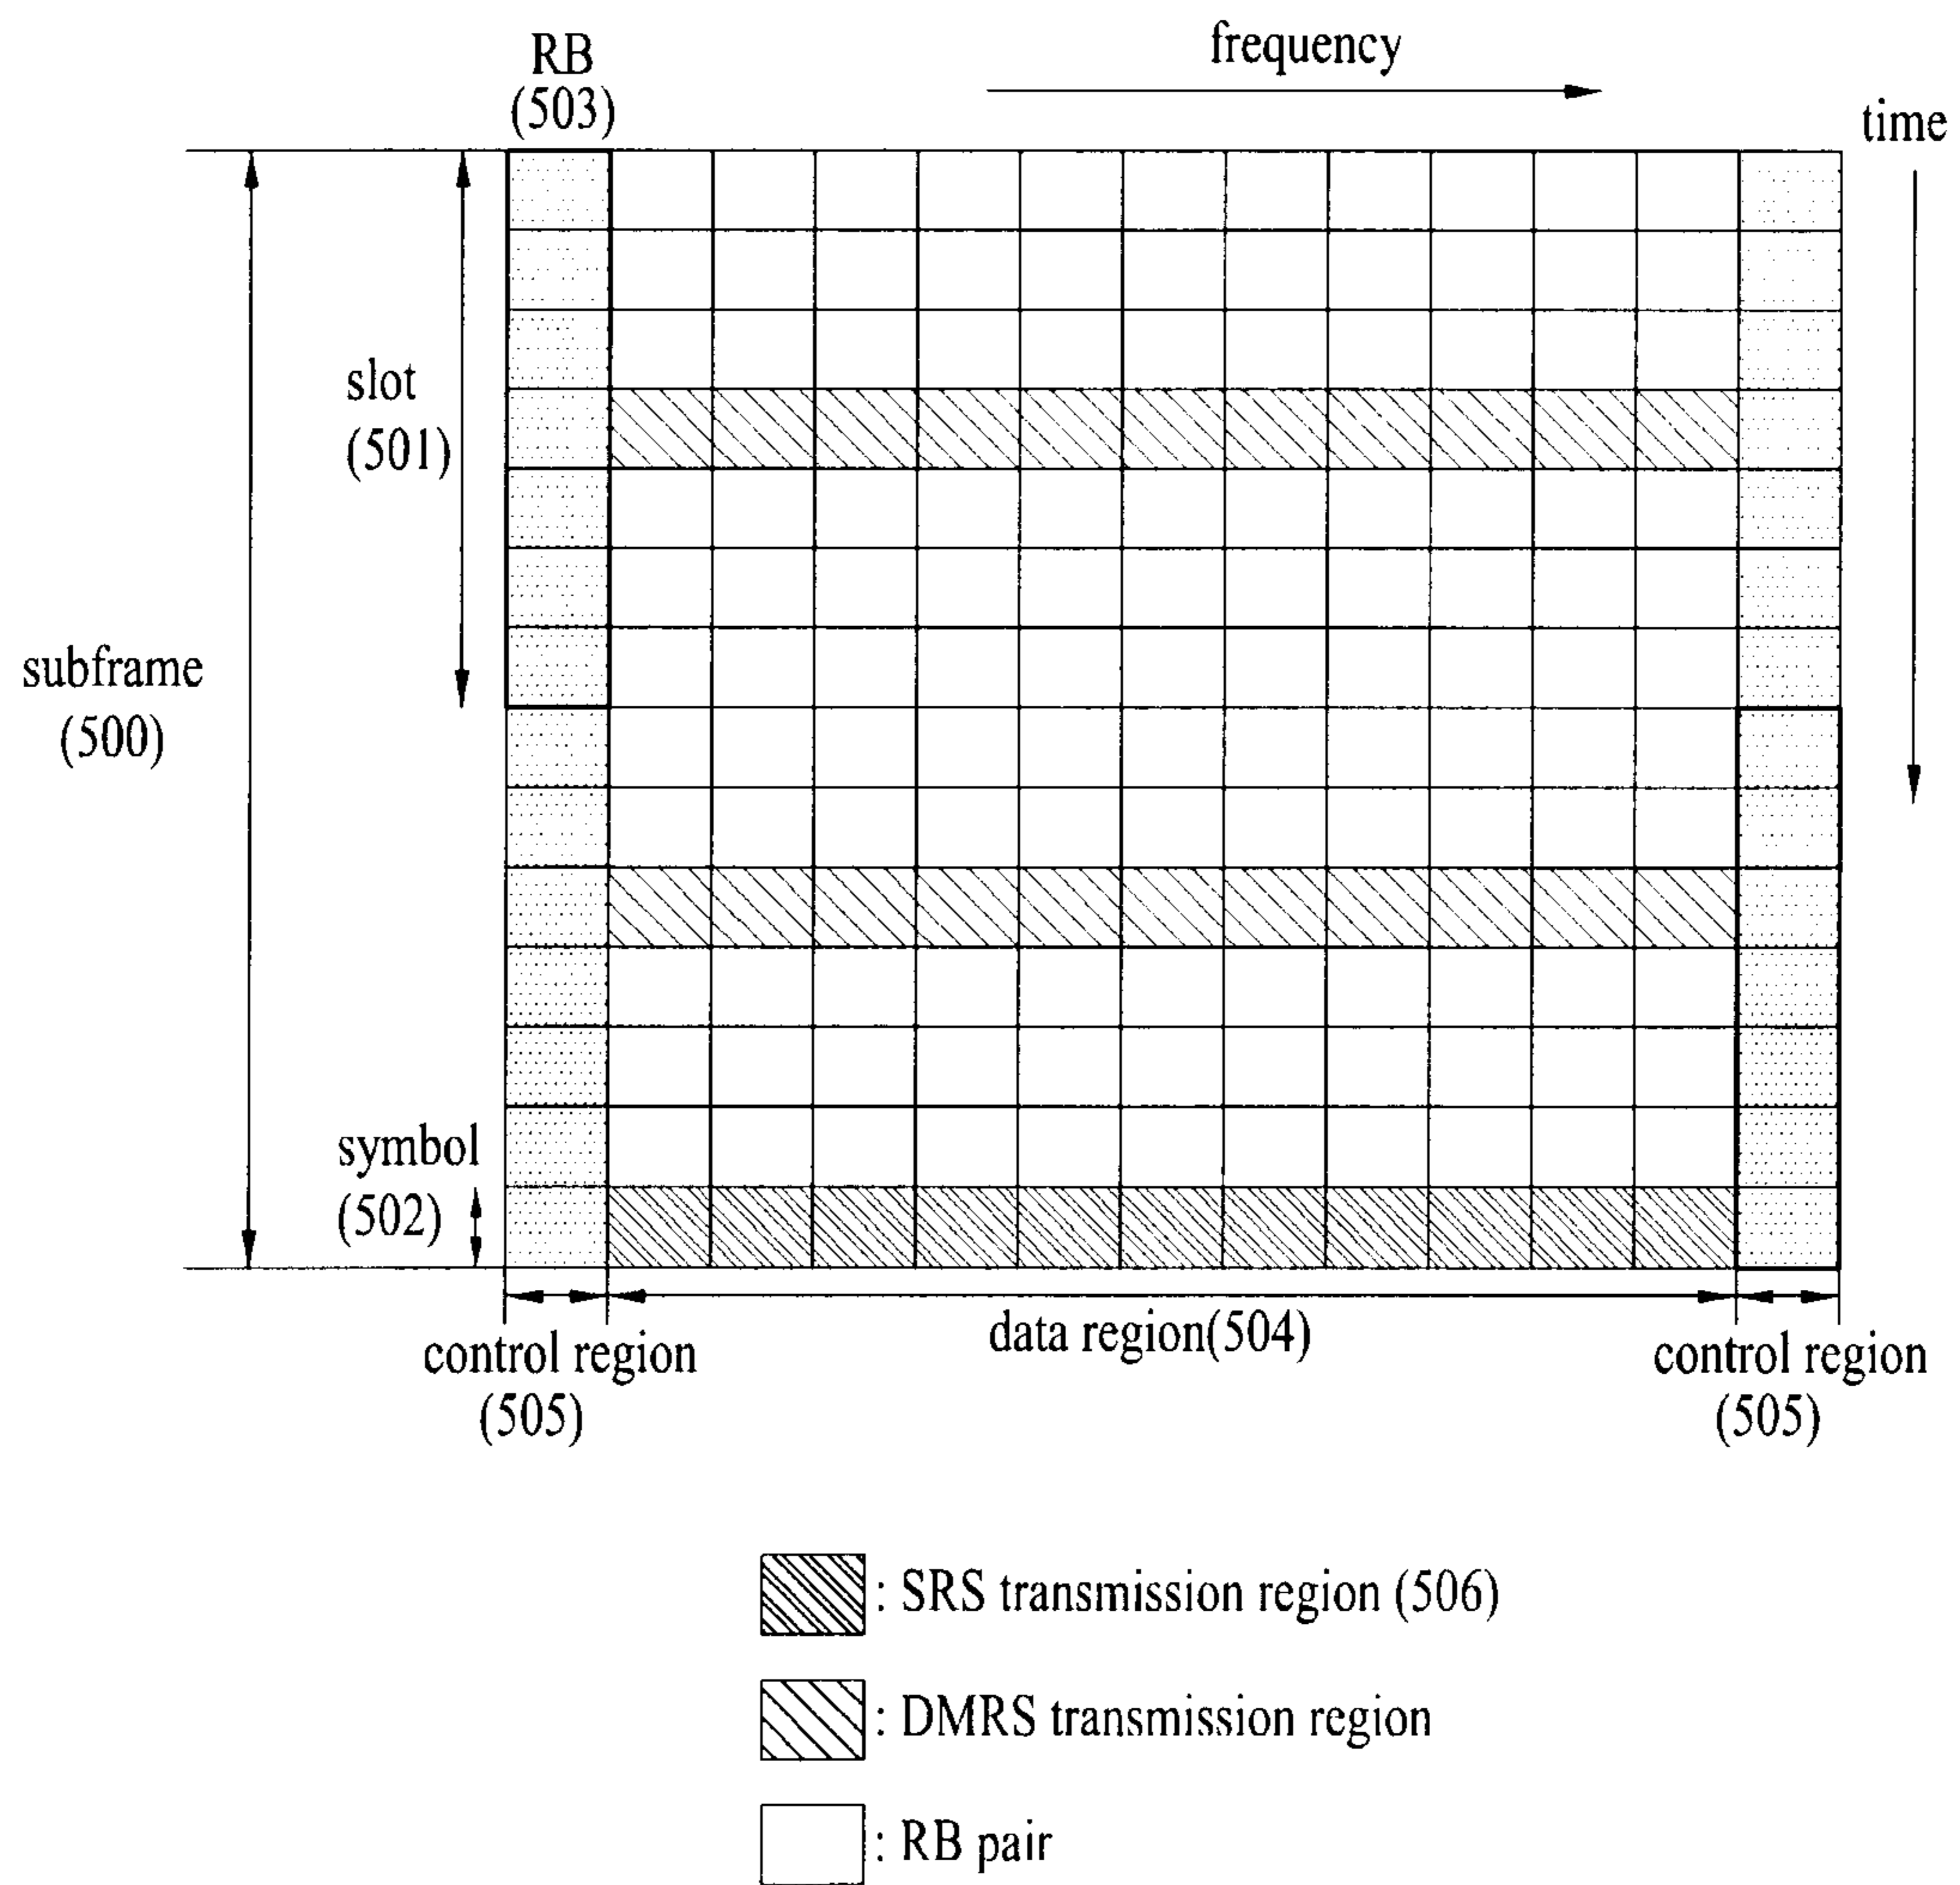 RB
(503)
frequency
time
slot
(501)
subframe
(500)
symbol
(502)
data region(504)
control region
(505)
control region
(505)
: SRS transmission region (506)
: DMRS transmission region
: RB pair